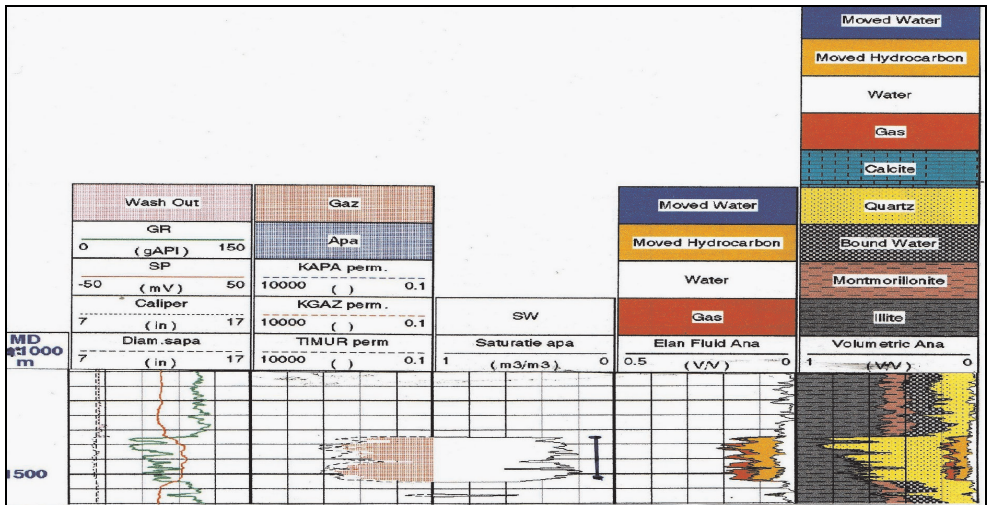 Moved Water
Moved Hydrocarbon
Water
Gas
Calcite
Wash Out
Gaz
Moved Water
Quartz
GR
0 (gAPI) 150
Apa
Moved Hydrocarbon
Bound Water
SP
-50 (mV) 50
KAPA perm.
10000 ( ) 0.1
Water
Montmorillonite
Caliper
7 (in) 17
KGAZ perm.
10000 ( ) 0.1
SW
Gas
Illite
MD
1:1000
m
Diam.sapa
7 (in) 17
TIMUR perm
10000 ( ) 0.1
Saturatie apa
1 (m3/m3) 0
Elan Fluid Ana
0.5 (V/V) 0
Volumetric Ana
1 (V/V) 0
1500